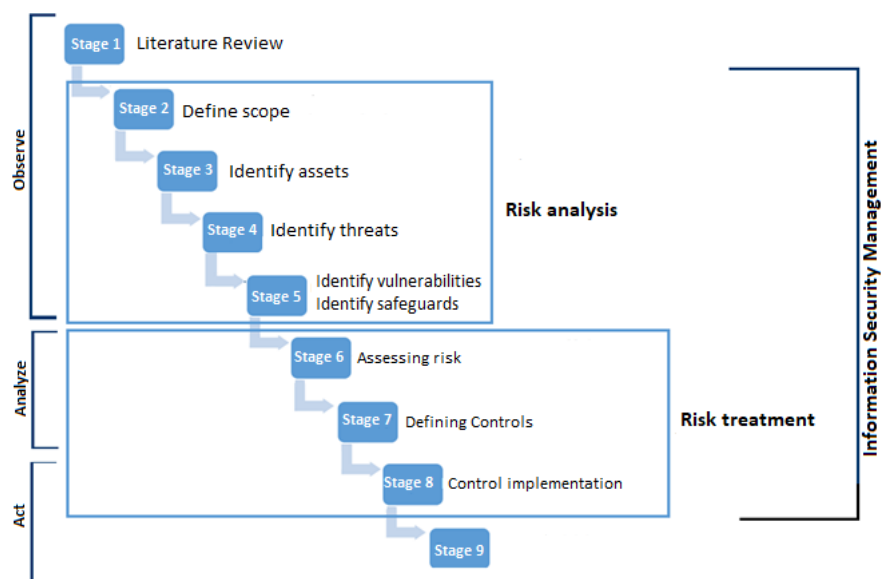 Observe
Stage 1 Literature Review
Stage 2 Define scope
Stage 3 Identify assets
Stage 4 Identify threats
Stage 5
Identify vulnerabilities
Identify safeguards
Risk analysis
Analyze
Stage 6 Assessing risk
Stage 7 Defining Controls
Risk treatment
Act
Stage 8 Control implementation
Stage 9
Information Security Management